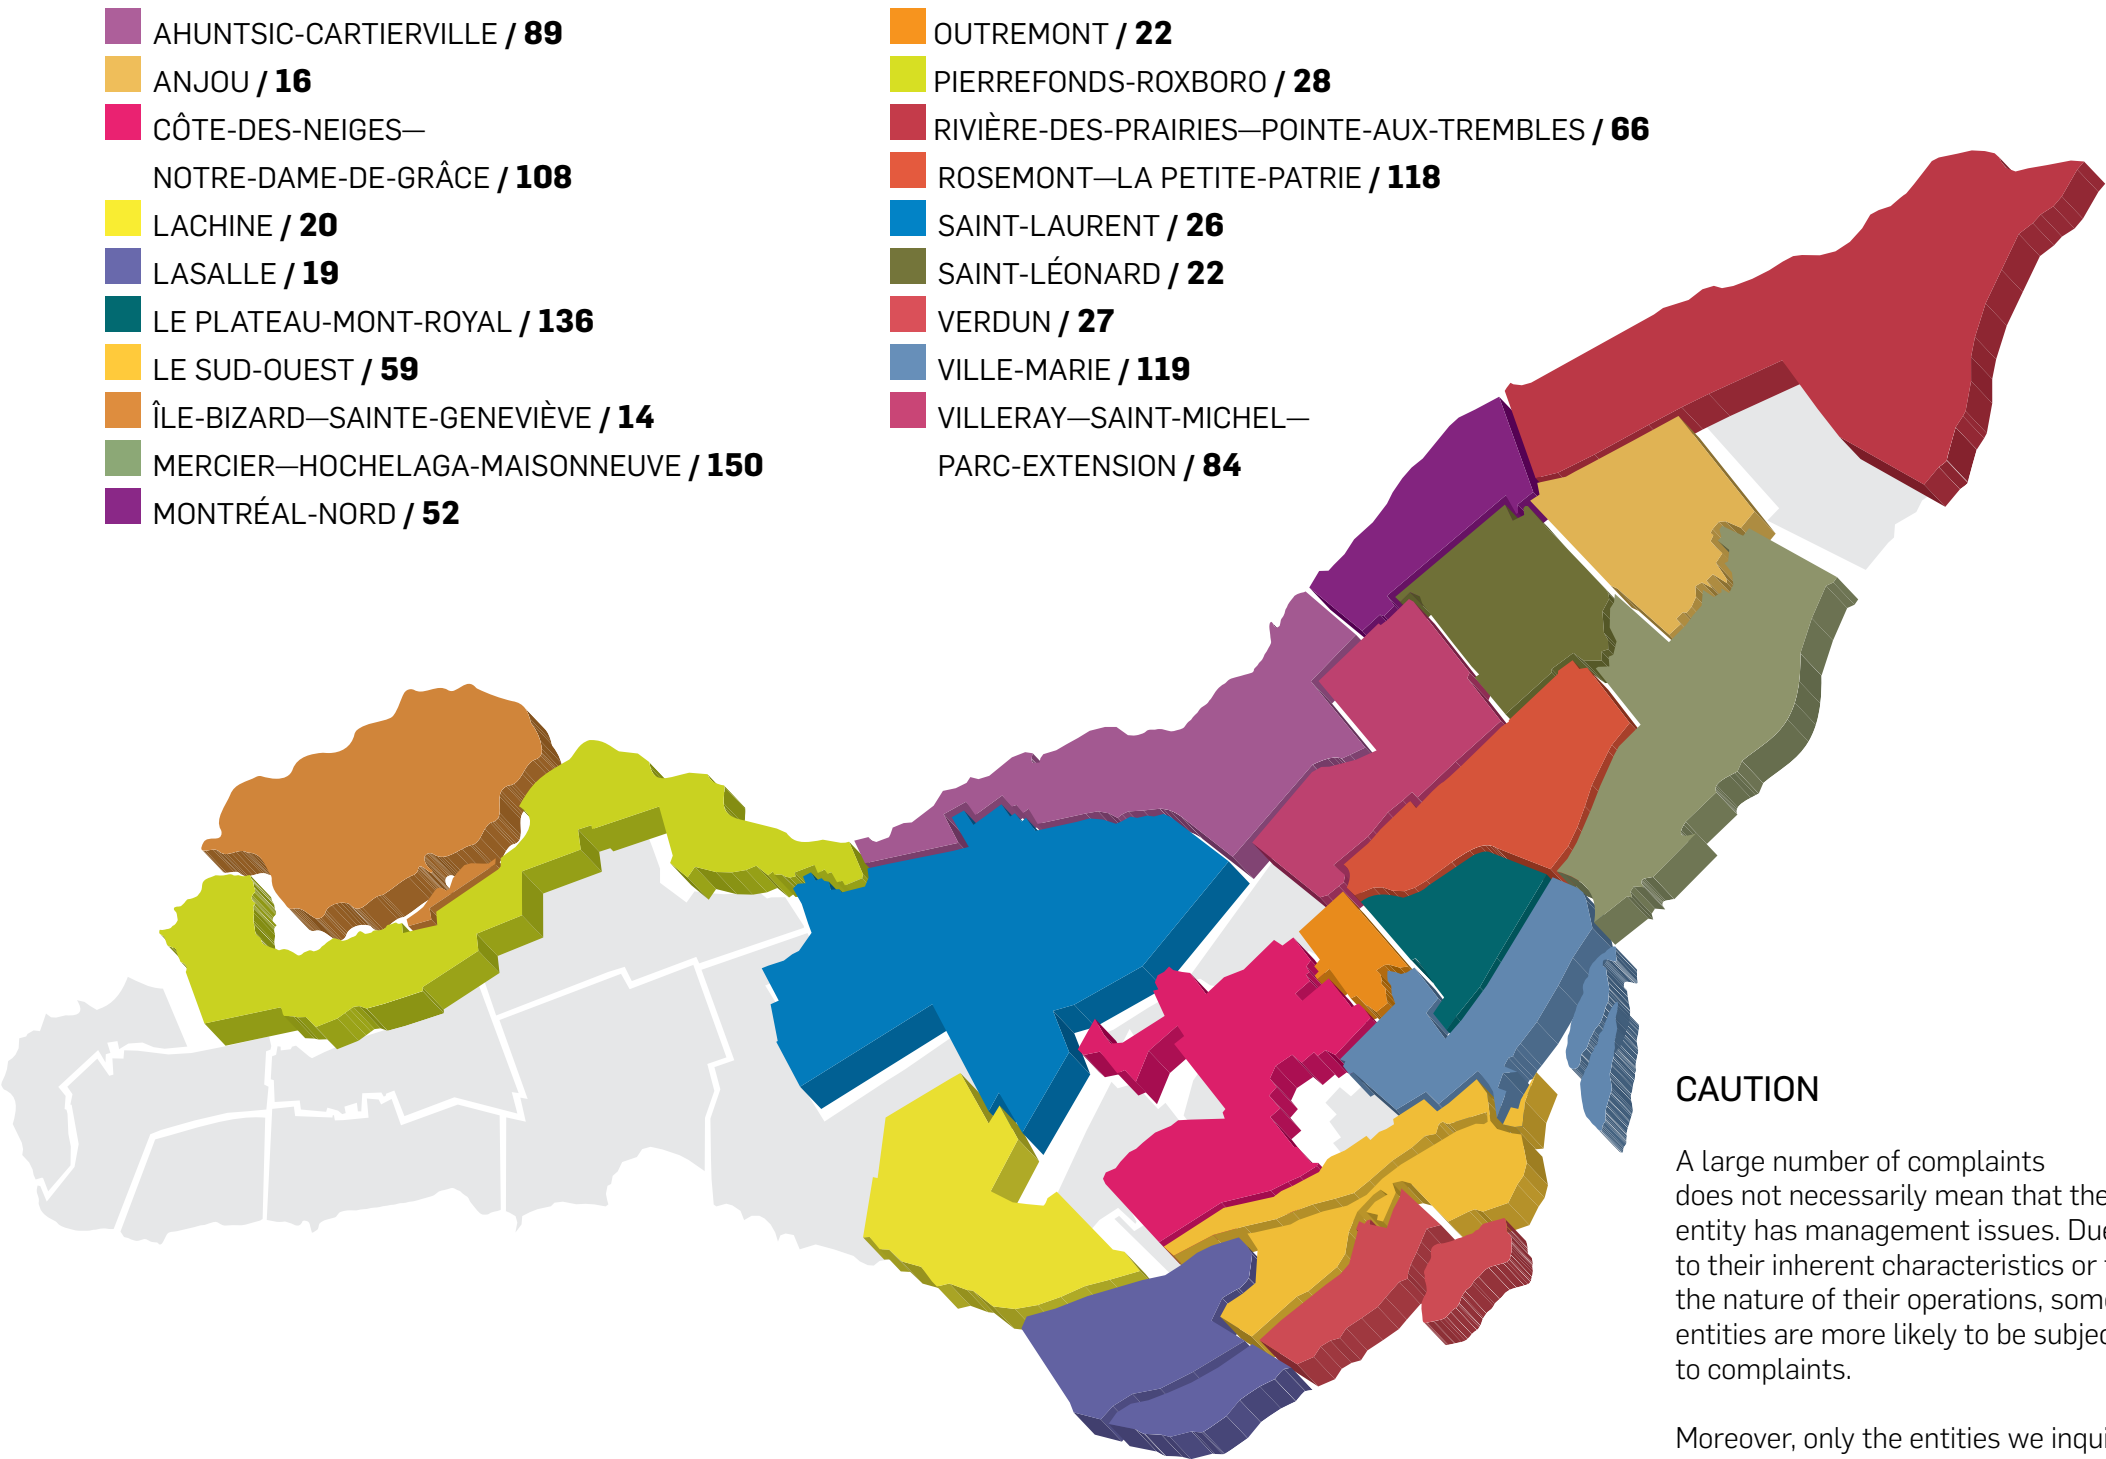 AHUNTSIC-CARTIERVILLE / 89
ANJOU / 16
CÔTE-DES-NEIGES—
NOTRE-DAME-DE-GRÂCE / 108
LACHINE / 20
LASALLE / 19
LE PLATEAU-MONT-ROYAL / 136
LE SUD-OUEST / 59
ÎLE-BIZARD—SAINTE-GENEVIÈVE / 14
MERCIER—HOCHELAGA-MAISONNEUVE / 150
MONTRÉAL-NORD / 52
OUTREMONT / 22
PIERREFONDS-ROXBORO / 28
RIVIÈRE-DES-PRAIRIES—POINTE-AUX-TREMBLES / 66
ROSEMONT—LA PETITE-PATRIE / 118
SAINT-LAURENT / 26
SAINT-LÉONARD / 22
VERDUN / 27
VILLE-MARIE / 119
VILLERAY—SAINT-MICHEL—
PARC-EXTENSION / 84
CAUTION
A large number of complaints
does not necessarily mean that the
entity has management issues. Due
to their inherent characteristics or
the nature of their operations, some
entities are more likely to be subjec
to complaints.
Moreover, only the entities we inqui